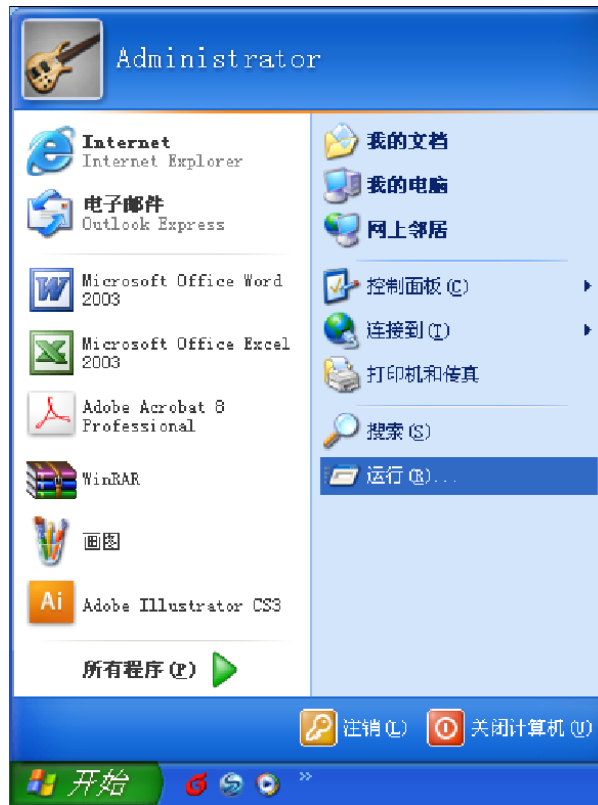 Administrator
Internet
Internet Explorer
电子邮件
Outlook Express
Microsoft Office Word
2003
Microsoft Office Excel
2003
Adobe Acrobat 8
Professional
WinRAR
画图
Ai
Adobe Illustrator CS3
所有程序(P)
我的文档
我的电脑
网上邻居
控制面板(C)
连接到(T)
打印机和传真
搜索(S)
运行(R)...
注销(L)
关闭计算机(U)
开始